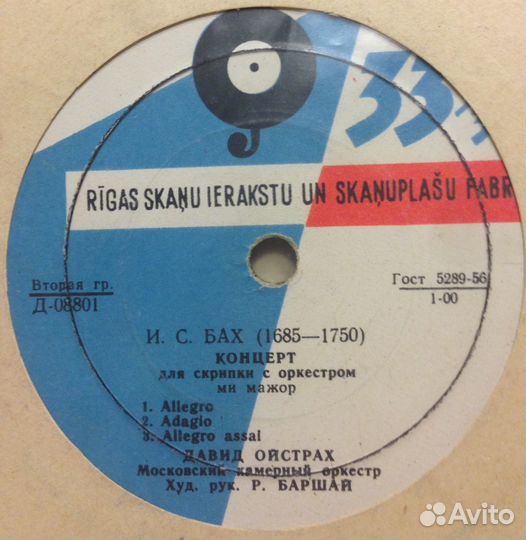 33⅓
RĪGAS SKAŅU IERAKSTU UN SKAŅUPLAŠU FABR
Вторая гр.
Д-08801
Гост 5289-56
1-00
И. С. БАХ (1685—1750)
КОНЦЕРТ
для скрипки с оркестром
ми мажор
1. Allegro
2. Adagio
3. Allegro assai
ДАВИД ОЙСТРАХ
Московский камерный оркестр
Худ. рук. Р. БАРШАЙ
Avito